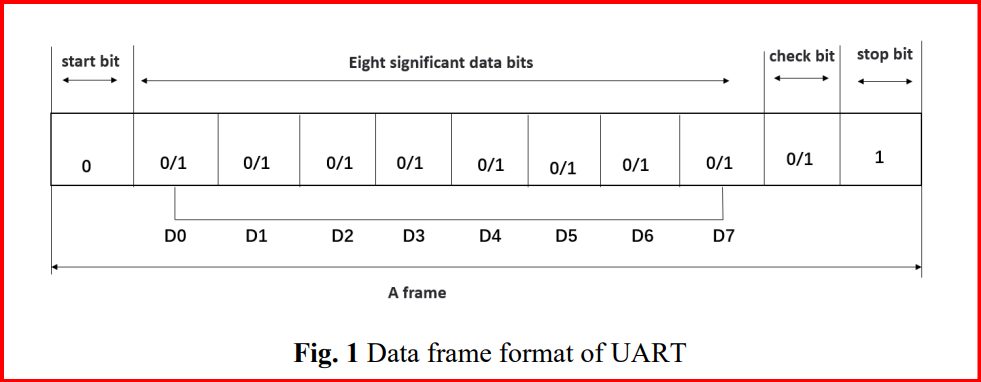 start bit Eight significant data bits check bit stop bit
0 0/1 0/1 0/1 0/1 0/1 0/1 0/1 0/1 0/1 1
D0 D1 D2 D3 D4 D5 D6 D7
A frame
Fig. 1 Data frame format of UART